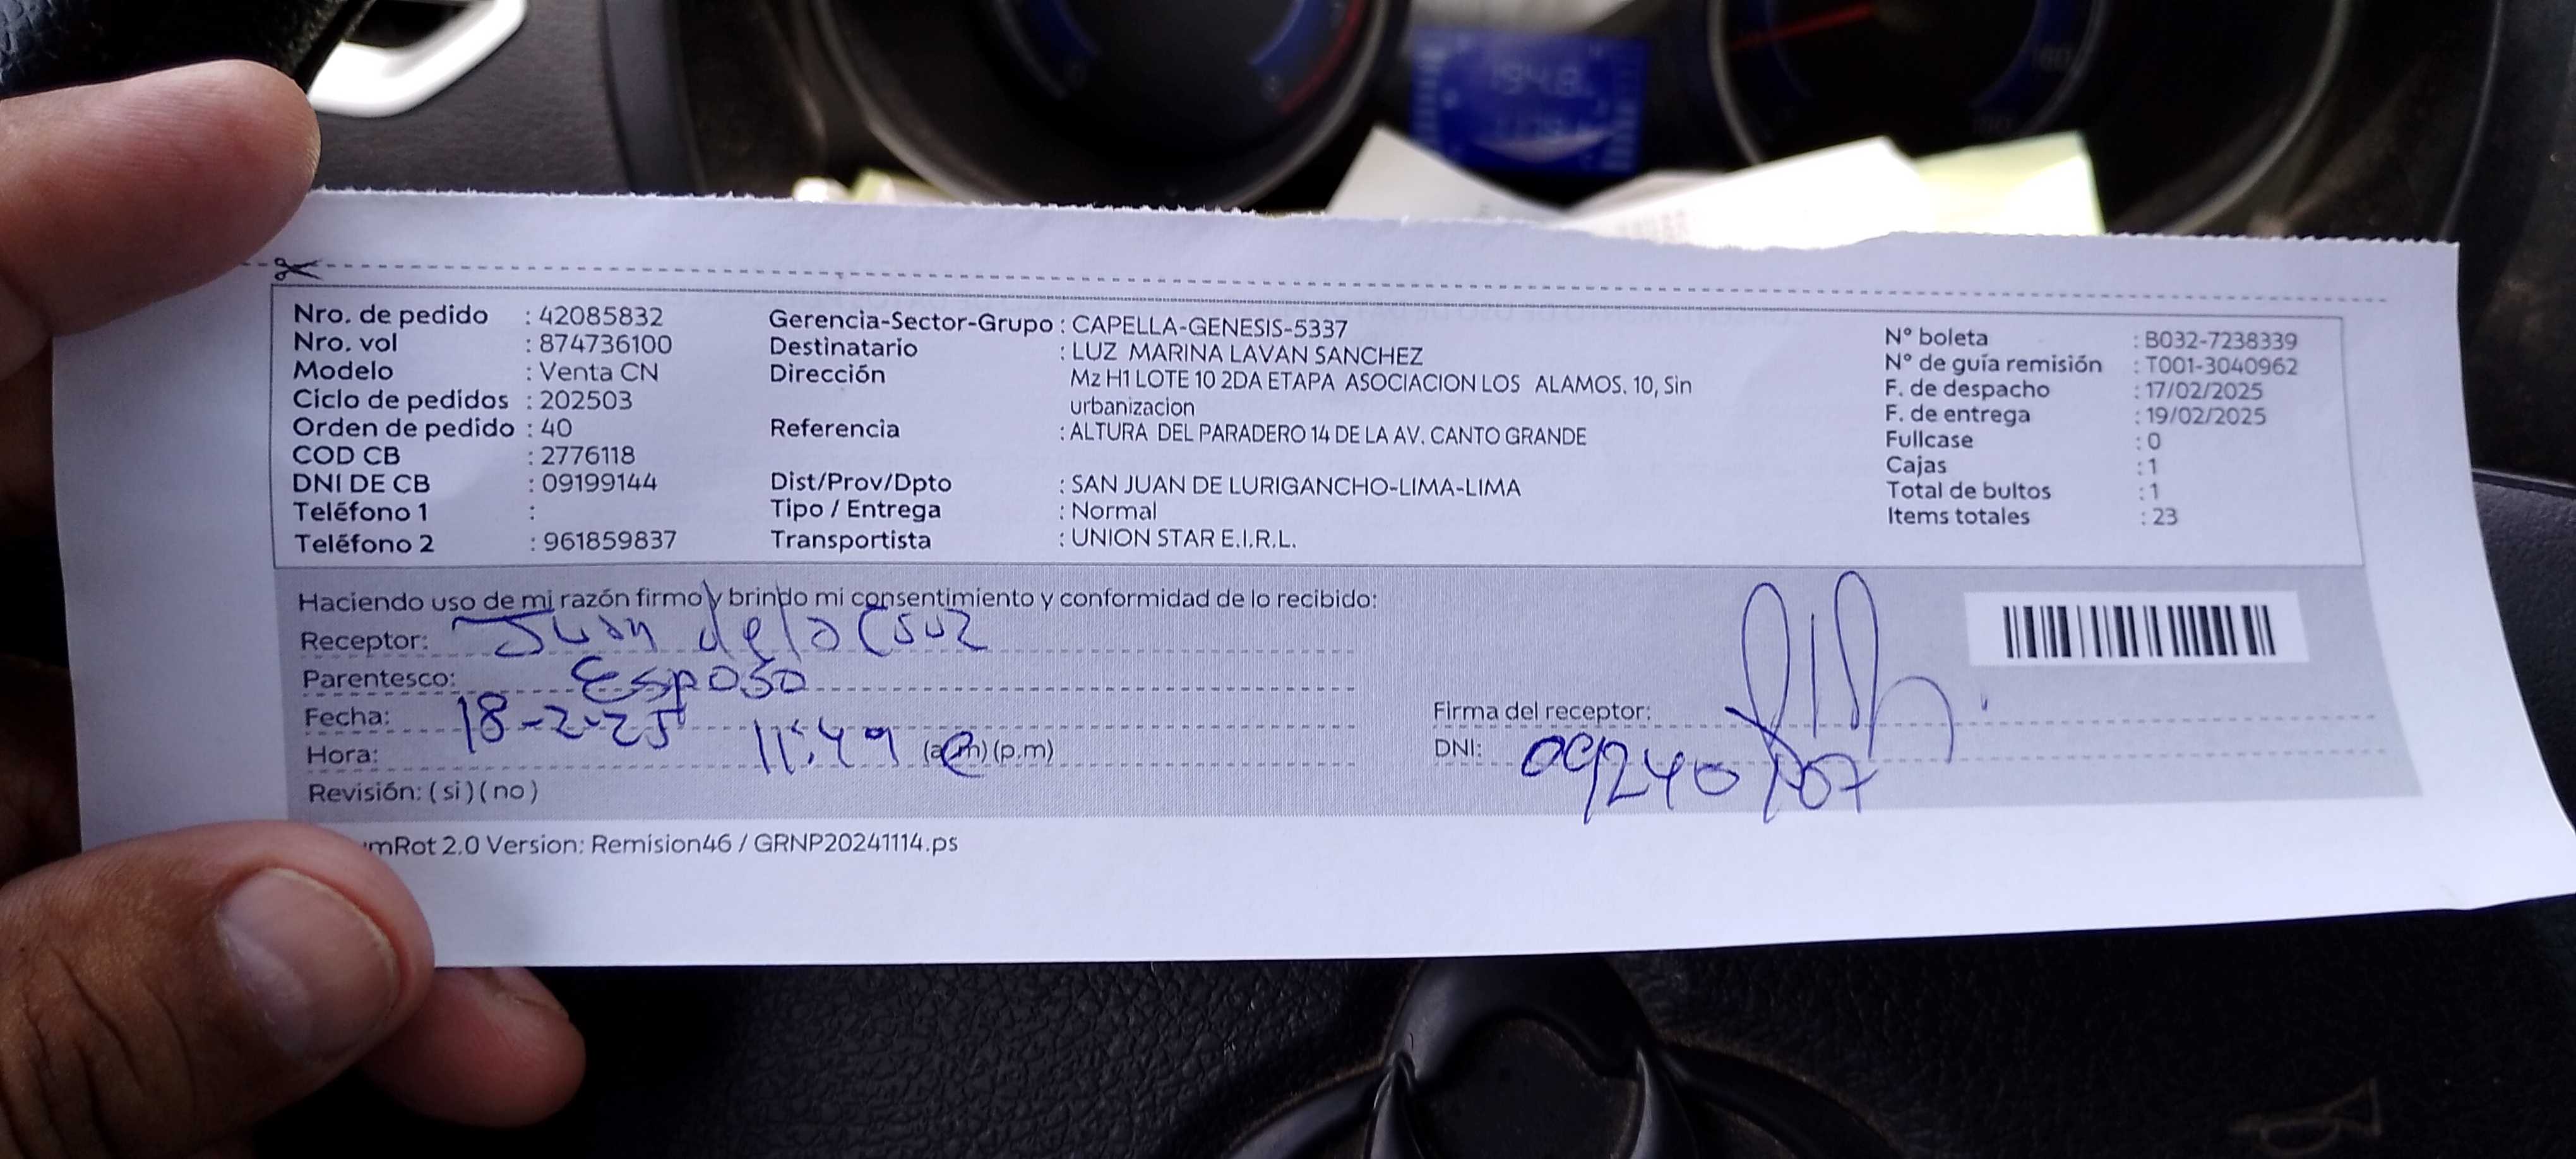 Nro. de pedido : 42085832
Nro. vol : 874736100
Modelo : Venta CN
Ciclo de pedidos : 202503
Orden de pedido : 40
COD CB : 2776118
DNI DE CB : 09199144
Teléfono 1 :
Teléfono 2 : 961859837
Gerencia-Sector-Grupo : CAPELLA-GENESIS-5337
Destinatario : LUZ MARINA LAVAN SANCHEZ
Dirección Mz H1 LOTE 10 2DA ETAPA ASOCIACION LOS ALAMOS. 10, Sin
urbanizacion
Referencia : ALTURA DEL PARADERO 14 DE LA AV. CANTO GRANDE
Dist/Prov/Dpto : SAN JUAN DE LURIGANCHO-LIMA-LIMA
Tipo / Entrega : Normal
Transportista : UNION STAR E.I.R.L.
N° boleta : B032-7238339
N° de guía remisión : T001-3040962
F. de despacho : 17/02/2025
F. de entrega : 19/02/2025
Fullcase : 0
Cajas : 1
Total de bultos : 1
Items totales : 23
Haciendo uso de mi razón firmo y brindo mi consentimiento y conformidad de lo recibido:
Receptor: Juan de la Cruz
Parentesco: Esposo
Fecha: 18-2-25
Hora: 11:49 (a.m) (p.m)
Revisión: ( si ) ( no )
Firma del receptor:
DNI:
mRot 2.0 Version: Remision46 / GRNP20241114.ps